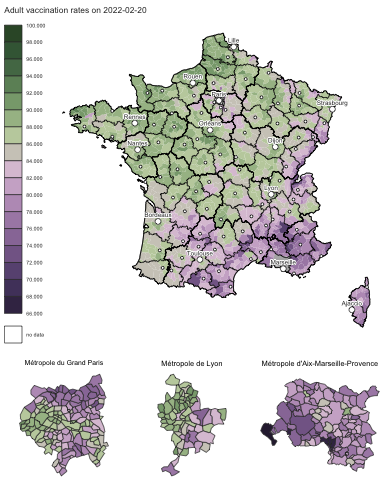 Adult vaccination rates on 2022-02-20
100.000
98.000
96.000
94.000
92.000
90.000
88.000
86.000
84.000
82.000
80.000
78.000
76.000
74.000
72.000
70.000
68.000
66.000
no data
Lille
Rouen
Paris
Strasbourg
Rennes
Orléans
Nantes
Dijon
Lyon
Bordeaux
Toulouse
Marseille
Ajaccio
Métropole du Grand Paris
Métropole de Lyon
Métropole d'Aix-Marseille-Provence